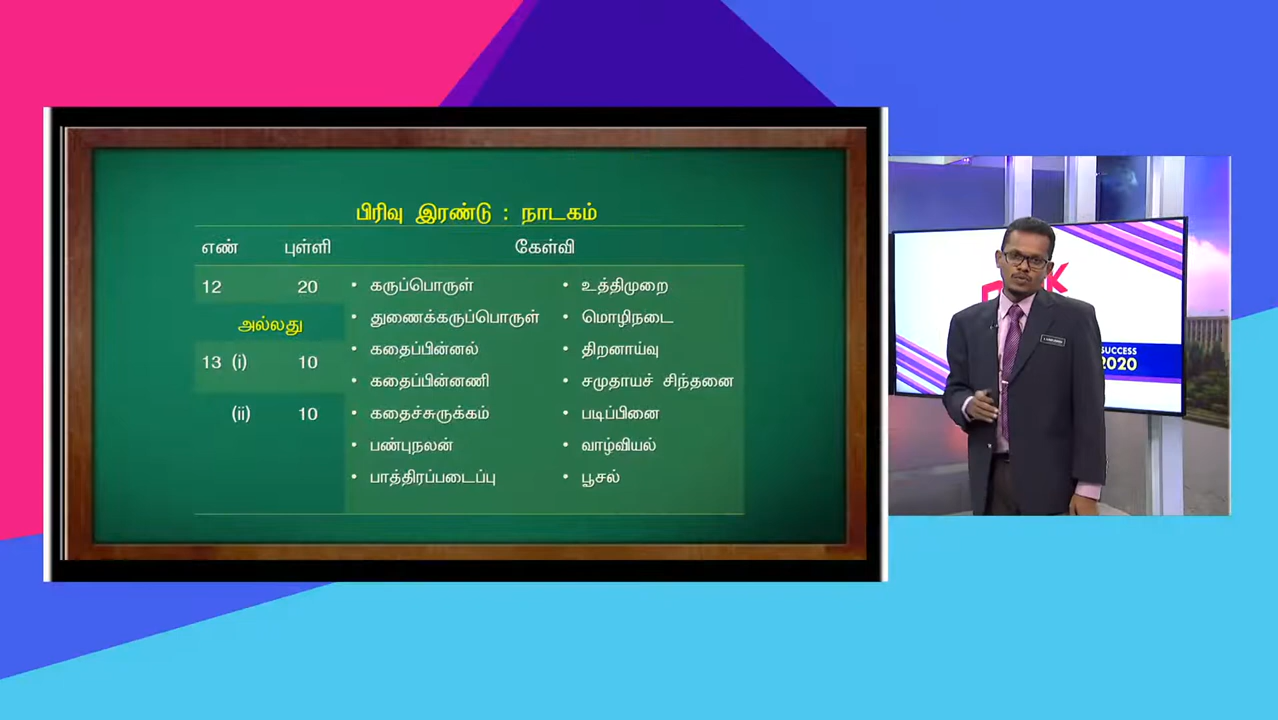 பிரிவு இரண்டு : நாடகம்
எண் புள்ளி கேள்வி
12 20
அல்லது
13 (i) 10
(ii) 10
• கருப்பொருள்
• துணைக்கருப்பொருள்
• கதைப்பின்னல்
• கதைப்பின்னணி
• கதைச்சுருக்கம்
• பண்புநலன்
• பாத்திரப்படைப்பு
• உத்திமுறை
• மொழிநடை
• திறனாய்வு
• சமுதாயச் சிந்தனை
• படிப்பினை
• வாழ்வியல்
• பூசல்
SUCCESS
2020